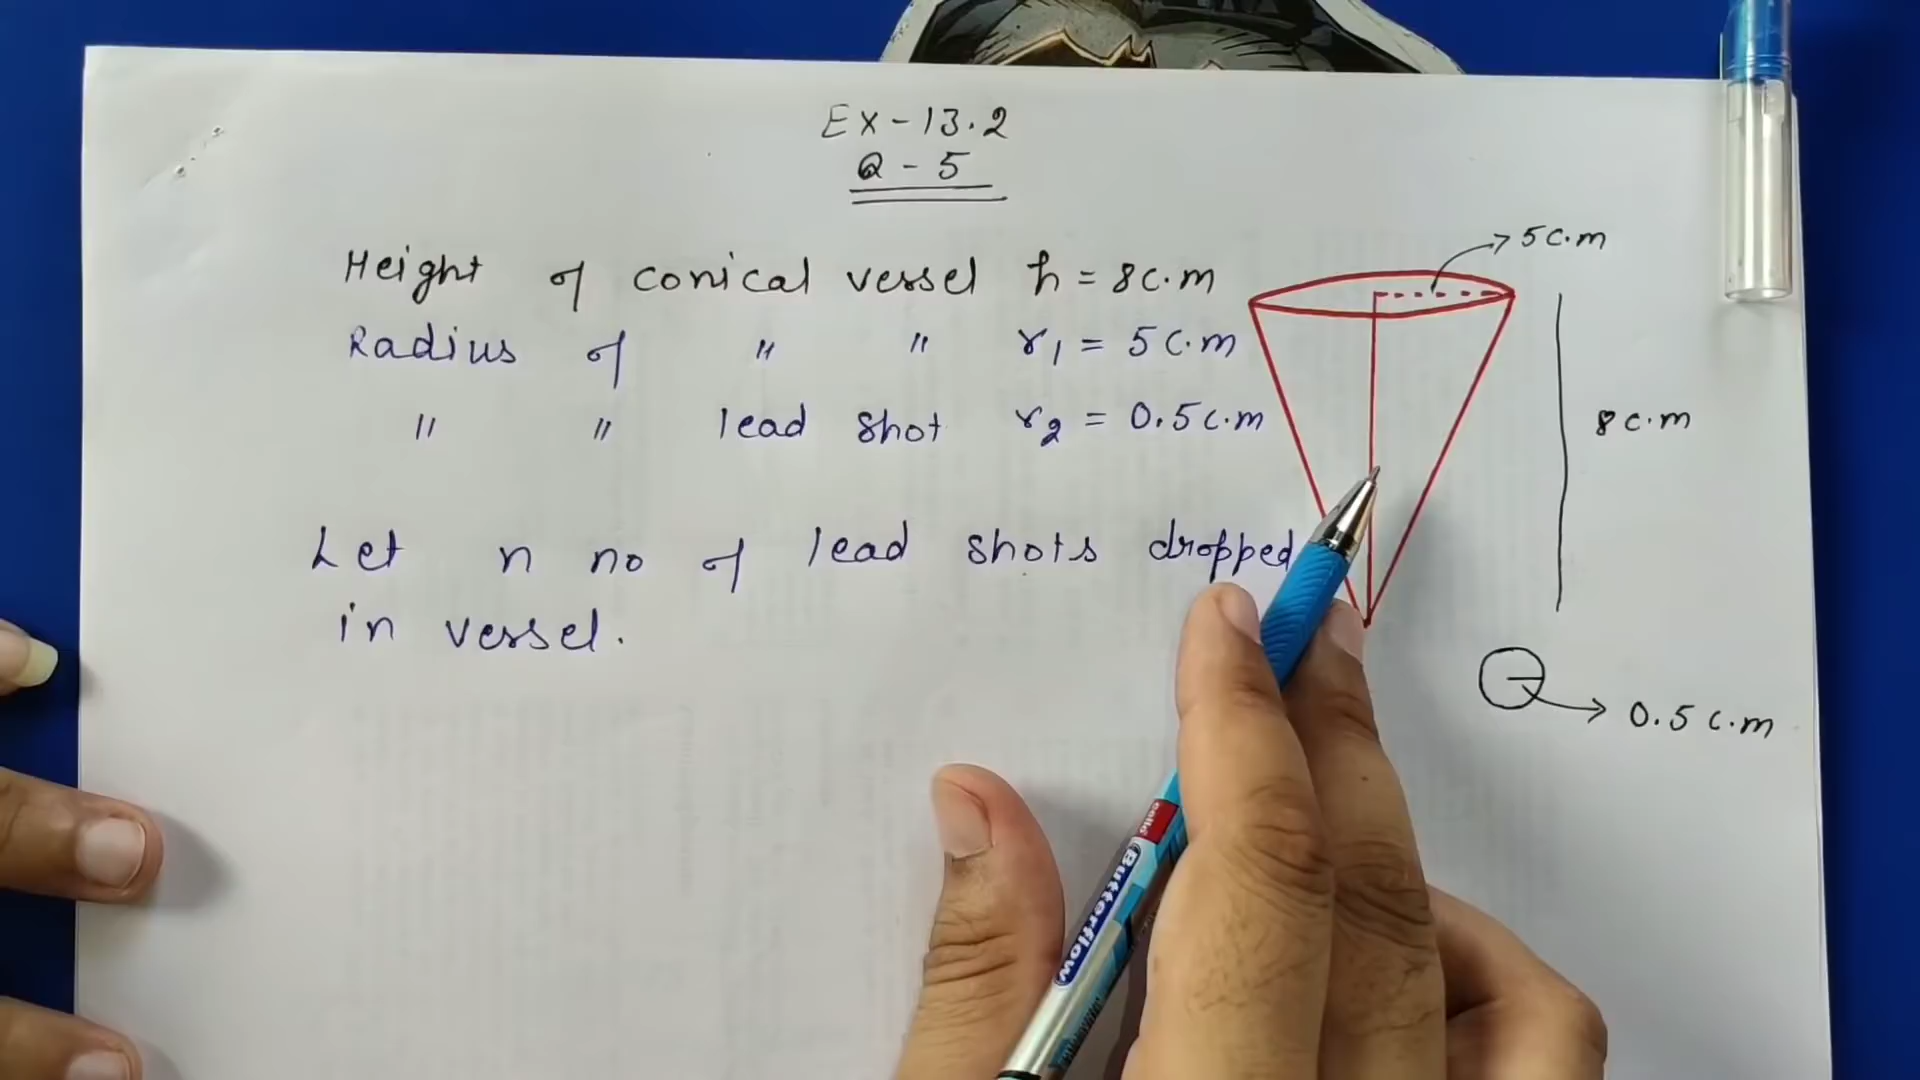 Ex-13.2
Q-5
Height of conical vessel h = 8c.m
Radius of " " r1 = 5c.m
" " lead shot r2 = 0.5c.m
Let n no of lead shots dropped
in vessel.
5c.m
8c.m
0.5c.m
cello
Butterflow